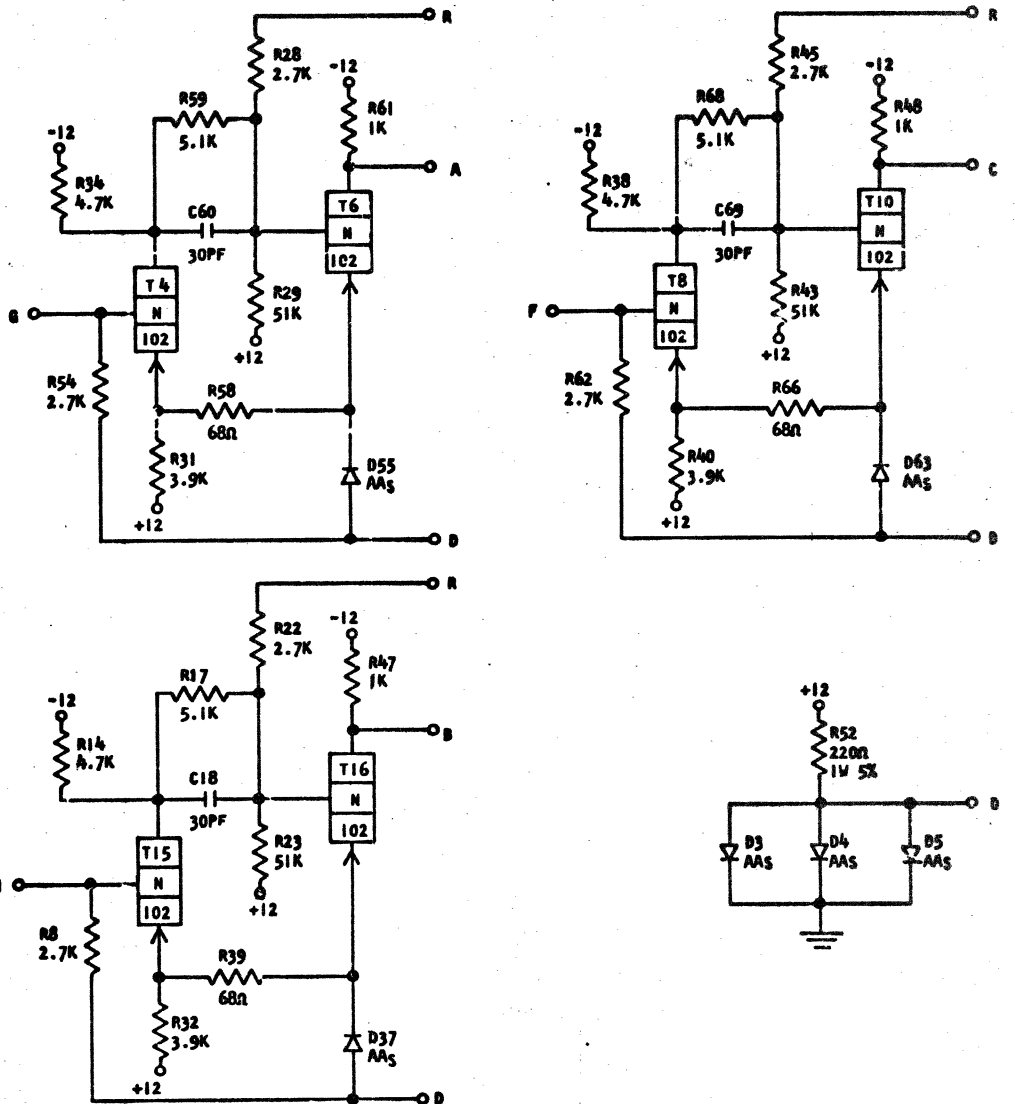 R
R28
2.7K
-12
R59
5.1K
R61
1K
A
-12
R34
4.7K
C60
30PF
T6
N
102
T4
N
102
G
R29
51K
+12
R54
2.7K
R58
68Ω
R31
3.9K
+12
D55
AAS
D
R
R45
2.7K
-12
R68
5.1K
R48
1K
C
-12
R38
4.7K
C69
30PF
T10
N
102
T8
N
102
F
R43
51K
+12
R62
2.7K
R66
68Ω
R40
3.9K
+12
D63
AAS
D
R
R22
2.7K
-12
R17
5.1K
R47
1K
B
-12
R14
4.7K
C18
30PF
T16
N
102
T15
N
102
R23
51K
+12
R8
2.7K
R39
68Ω
R32
3.9K
+12
D37
AAS
D
+12
R52
220Ω
1W 5%
D
D3
AAS
D4
AAS
D5
AAS